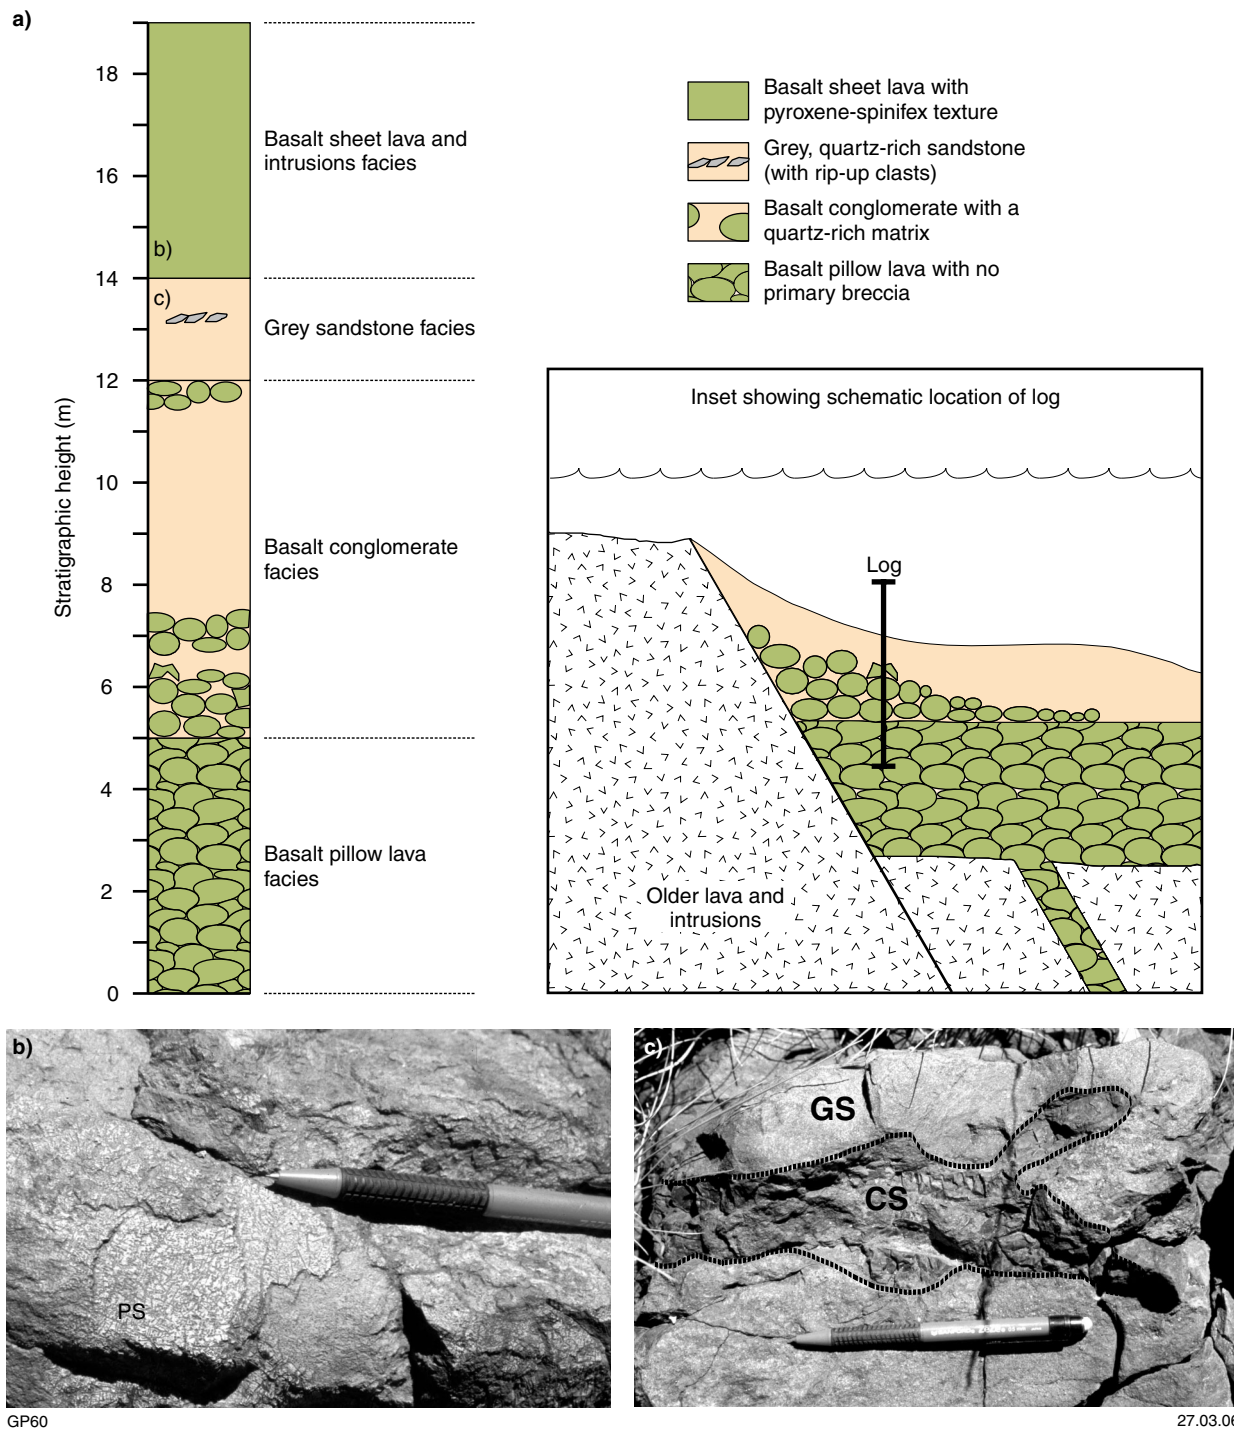 a)
18
16
14
12
10
8
6
4
2
0
Stratigraphic height (m)
b)
c)
Basalt sheet lava and
intrusions facies
Grey sandstone facies
Basalt conglomerate
facies
Basalt pillow lava
facies
Basalt sheet lava with
pyroxene-spinifex texture
Grey, quartz-rich sandstone
(with rip-up clasts)
Basalt conglomerate with a
quartz-rich matrix
Basalt pillow lava with no
primary breccia
Inset showing schematic location of log
Log
Older lava and
intrusions
b)
PS
c)
GS
CS
GP60
27.03.06